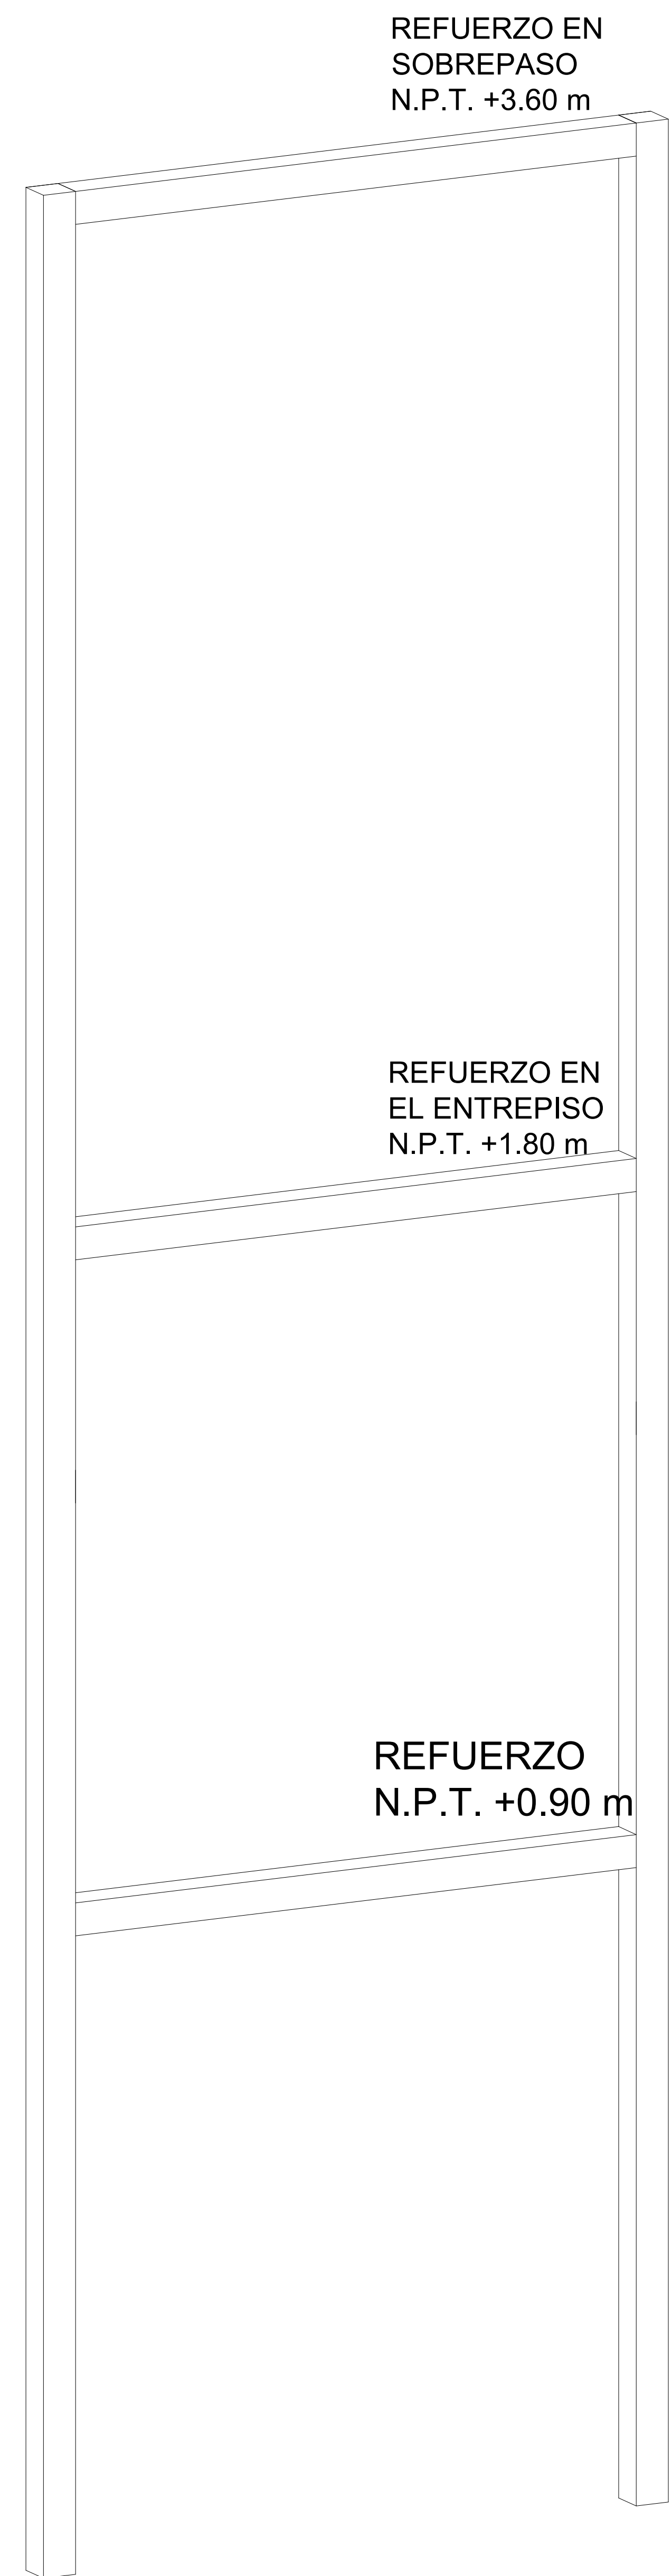 REFUERZO EN
SOBREPASO
N.P.T. +3.60 m
REFUERZO EN
EL ENTREPISO
N.P.T. +1.80 m
REFUERZO
N.P.T. +0.90 m